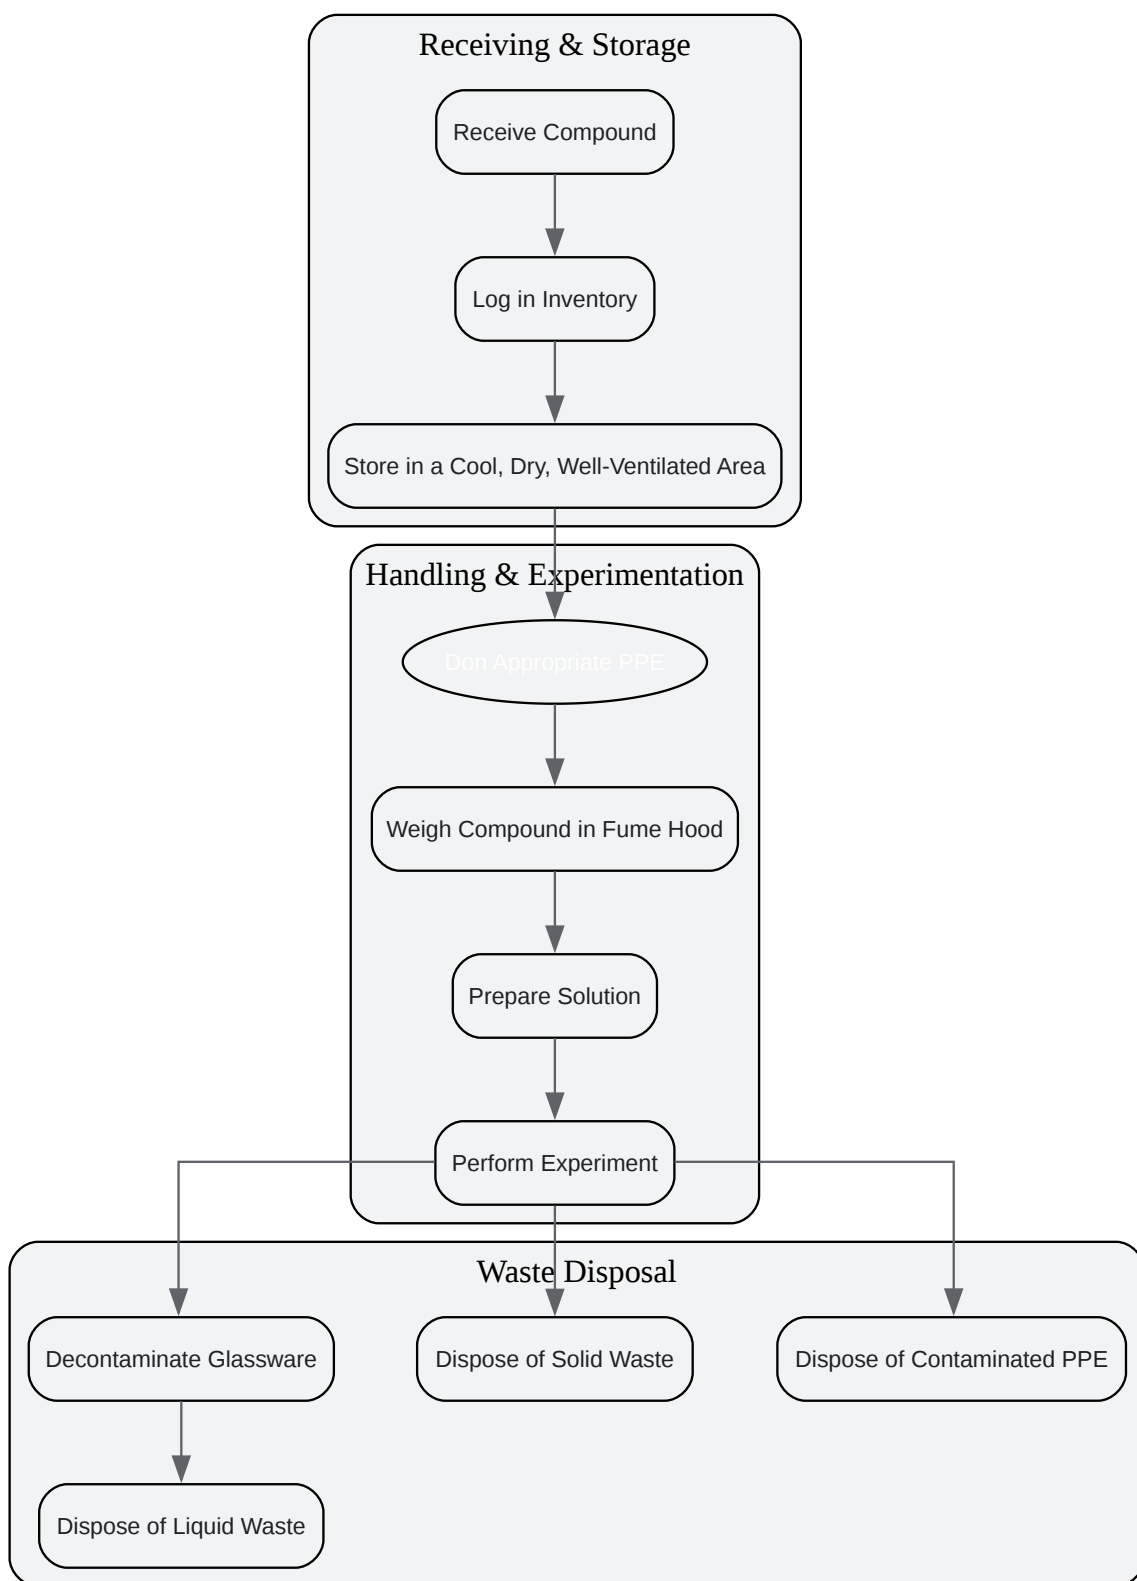 Receiving & Storage
Receive Compound
Log in Inventory
Store in a Cool, Dry, Well-Ventilated Area
Handling & Experimentation
Don Appropriate PPE
Weigh Compound in Fume Hood
Prepare Solution
Perform Experiment
Waste Disposal
Decontaminate Glassware
Dispose of Solid Waste
Dispose of Contaminated PPE
Dispose of Liquid Waste